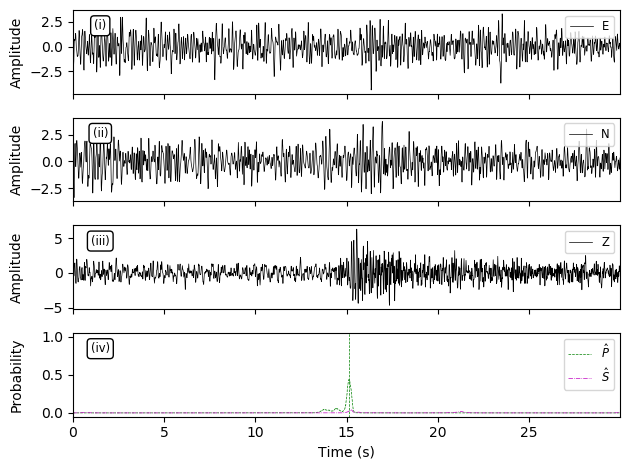 (i)
E
2.5
0.0
−2.5
Amplitude
(ii)
N
2.5
0.0
−2.5
Amplitude
(iii)
Z
5
0
−5
Amplitude
(iv)
P̂
Ŝ
1.0
0.5
0.0
Probability
0 5 10 15 20 25
Time (s)